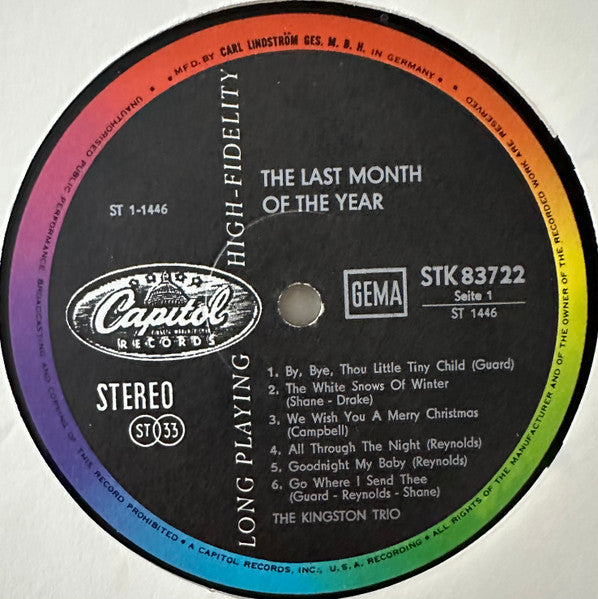 • MFD. BY CARL LINDSTRÖM GES. M. B. H. IN GERMANY •
ALL RIGHTS OF THE MANUFACTURER AND OF THE OWNER OF THE RECORDED WORK ARE RESERVED
• A CAPITOL RECORDS, INC., U. S. A. RECORDING •
UNAUTHORISED PUBLIC PERFORMANCE BROADCASTING AND COPYING OF THIS RECORD PROHIBITED
LONG PLAYING HIGH-FIDELITY
THE LAST MONTH
OF THE YEAR
ST 1-1446
Capitol
RECORDS
STEREO
ST 33
GEMA
STK 83722
Seite 1
ST 1446
1. By, Bye, Thou Little Tiny Child (Guard)
2. The White Snows Of Winter
(Shane - Drake)
3. We Wish You A Merry Christmas
(Campbell)
4. All Through The Night (Reynolds)
5. Goodnight My Baby (Reynolds)
6. Go Where I Send Thee
(Guard - Reynolds - Shane)
THE KINGSTON TRIO